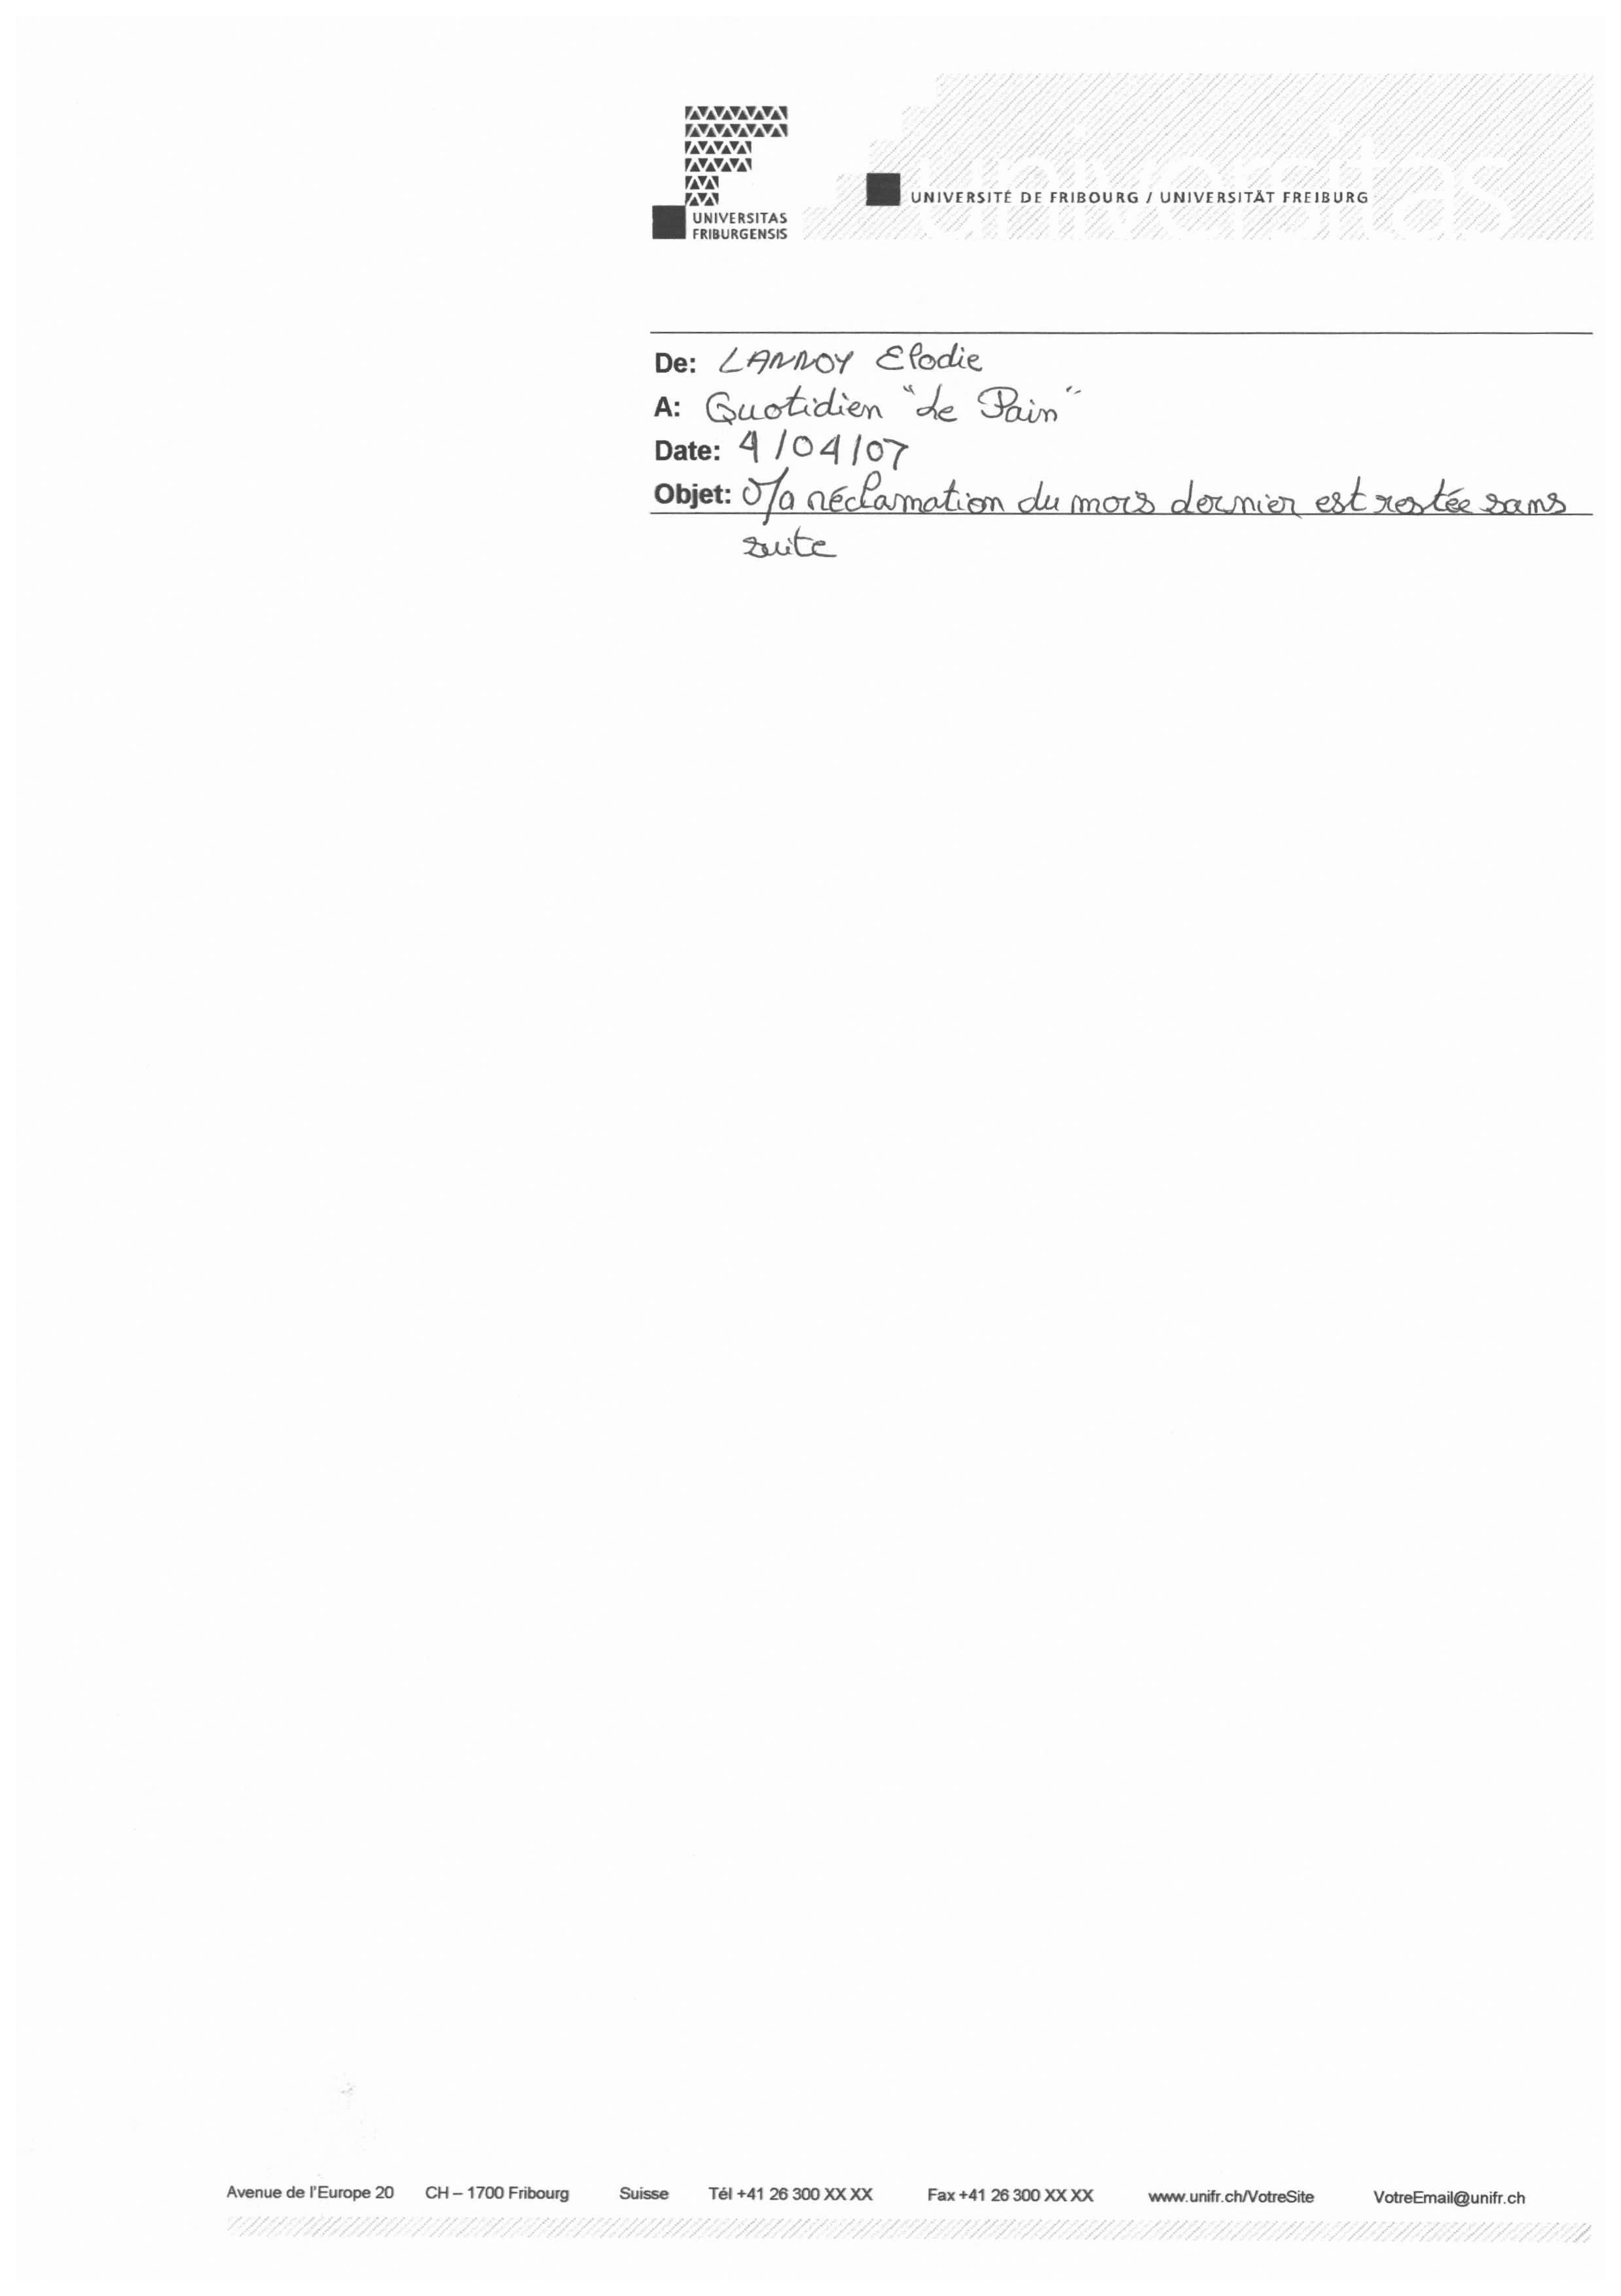 UNIVERSITAS
FRIBURGENSIS
universitas
UNIVERSITÉ DE FRIBOURG / UNIVERSITÄT FREIBURG
De: LANNOY Elodie
A: Quotidien "Le Pain"
Date: 4/04/07
Objet: Ma réclamation du mois dernier est restée sans
suite
Avenue de l'Europe 20 CH – 1700 Fribourg Suisse Tél +41 26 300 XX XX Fax +41 26 300 XX XX www.unifr.ch/VotreSite VotreEmail@unifr.ch